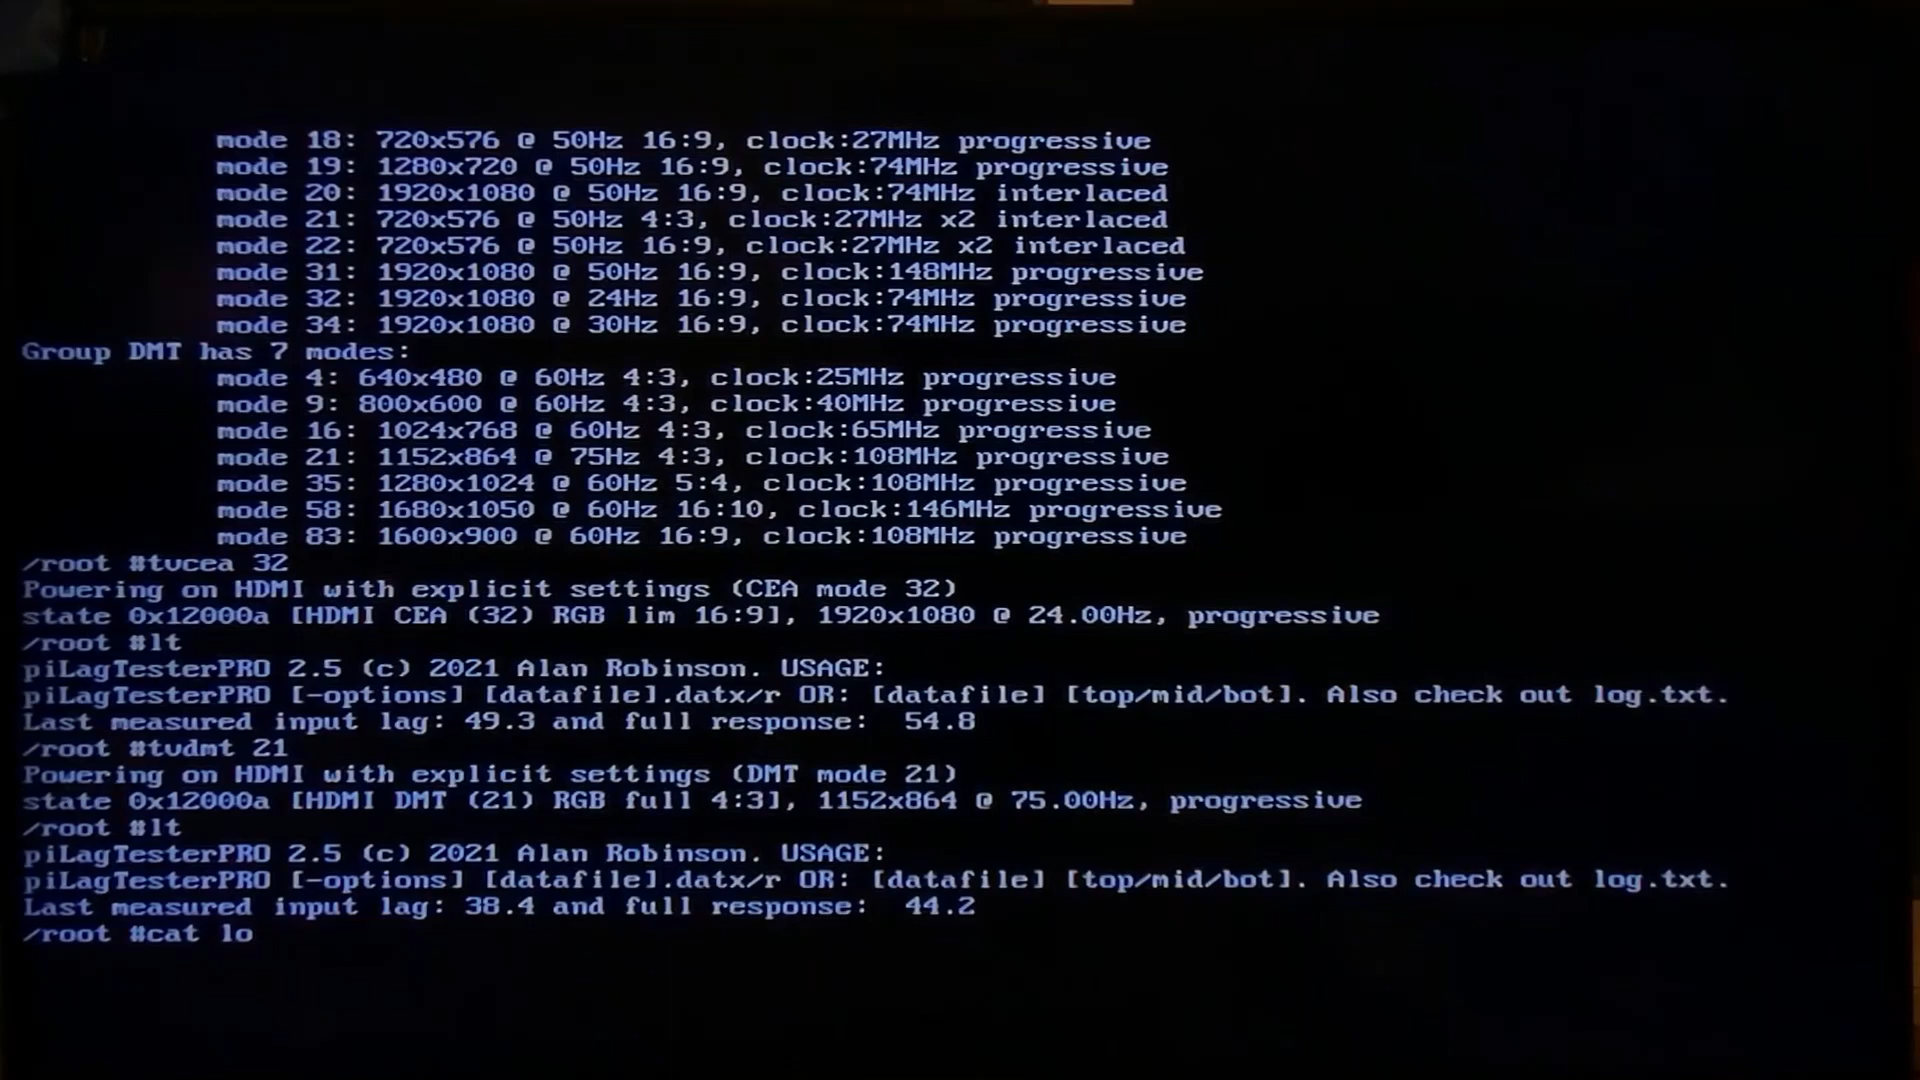 mode 18: 720x576 @ 50Hz 16:9, clock:27MHz progressive
mode 19: 1280x720 @ 50Hz 16:9, clock:74MHz progressive
mode 20: 1920x1080 @ 50Hz 16:9, clock:74MHz interlaced
mode 21: 720x576 @ 50Hz 4:3, clock:27MHz x2 interlaced
mode 22: 720x576 @ 50Hz 16:9, clock:27MHz x2 interlaced
mode 31: 1920x1080 @ 50Hz 16:9, clock:148MHz progressive
mode 32: 1920x1080 @ 24Hz 16:9, clock:74MHz progressive
mode 34: 1920x1080 @ 30Hz 16:9, clock:74MHz progressive
Group DMT has 7 modes:
mode 4: 640x480 @ 60Hz 4:3, clock:25MHz progressive
mode 9: 800x600 @ 60Hz 4:3, clock:40MHz progressive
mode 16: 1024x768 @ 60Hz 4:3, clock:65MHz progressive
mode 21: 1152x864 @ 75Hz 4:3, clock:108MHz progressive
mode 35: 1280x1024 @ 60Hz 5:4, clock:108MHz progressive
mode 58: 1680x1050 @ 60Hz 16:10, clock:146MHz progressive
mode 83: 1600x900 @ 60Hz 16:9, clock:108MHz progressive
/root #tvcea 32
Powering on HDMI with explicit settings (CEA mode 32)
state 0x12000a [HDMI CEA (32) RGB lim 16:9], 1920x1080 @ 24.00Hz, progressive
/root #lt
piLagTesterPRO 2.5 (c) 2021 Alan Robinson. USAGE:
piLagTesterPRO [-options] [datafile].datx/r OR: [datafile] [top/mid/bot]. Also check out log.txt.
Last measured input lag: 49.3 and full response:  54.8
/root #tvdmt 21
Powering on HDMI with explicit settings (DMT mode 21)
state 0x12000a [HDMI DMT (21) RGB full 4:3], 1152x864 @ 75.00Hz, progressive
/root #lt
piLagTesterPRO 2.5 (c) 2021 Alan Robinson. USAGE:
piLagTesterPRO [-options] [datafile].datx/r OR: [datafile] [top/mid/bot]. Also check out log.txt.
Last measured input lag: 38.4 and full response:  44.2
/root #cat lo